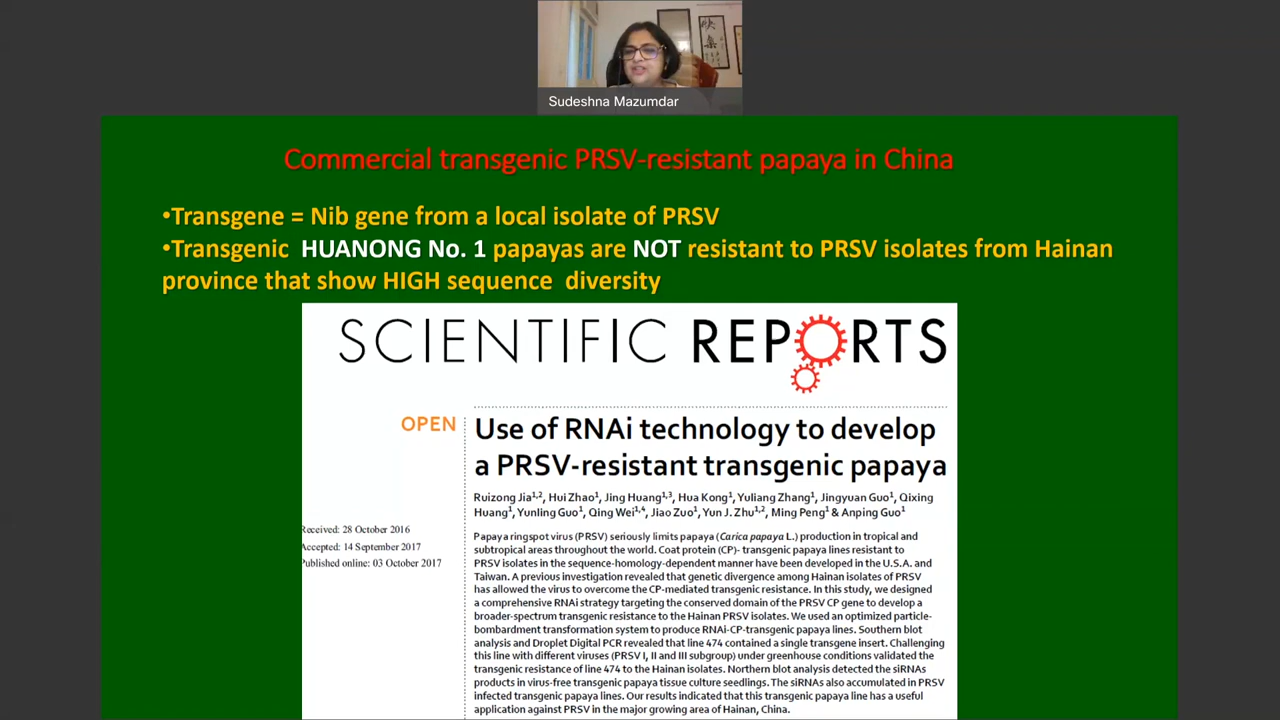 Sudeshna Mazumdar
Commercial transgenic PRSV-resistant papaya in China
•Transgene = Nib gene from a local isolate of PRSV
•Transgenic HUANONG No. 1 papayas are NOT resistant to PRSV isolates from Hainan
province that show HIGH sequence diversity
SCIENTIFIC REPORTS
OPEN
Use of RNAi technology to develop
a PRSV-resistant transgenic papaya
Ruizong Jia1,2, Hui Zhao1, Jing Huang1,3, Hua Kong1, Yuliang Zhang1, Jingyuan Guo1, Qixing
Huang1, Yunling Guo1, Qing Wei1,4, Jiao Zuo1, Yun J. Zhu1,2, Ming Peng1 & Anping Guo1
Received: 28 October 2016
Accepted: 14 September 2017
Published online: 03 October 2017
Papaya ringspot virus (PRSV) seriously limits papaya (Carica papaya L.) production in tropical and
subtropical areas throughout the world. Coat protein (CP)- transgenic papaya lines resistant to
PRSV isolates in the sequence-homology-dependent manner have been developed in the U.S.A. and
Taiwan. A previous investigation revealed that genetic divergence among Hainan isolates of PRSV
has allowed the virus to overcome the CP-mediated transgenic resistance. In this study, we designed
a comprehensive RNAi strategy targeting the conserved domain of the PRSV CP gene to develop a
broader-spectrum transgenic resistance to the Hainan PRSV isolates. We used an optimized particle-
bombardment transformation system to produce RNAi-CP-transgenic papaya lines. Southern blot
analysis and Droplet Digital PCR revealed that line 474 contained a single transgene insert. Challenging
this line with different viruses (PRSV I, II and III subgroup) under greenhouse conditions validated the
transgenic resistance of line 474 to the Hainan isolates. Northern blot analysis detected the siRNAs
products in virus-free transgenic papaya tissue culture seedlings. The siRNAs also accumulated in PRSV
infected transgenic papaya lines. Our results indicated that this transgenic papaya line has a useful
application against PRSV in the major growing area of Hainan, China.